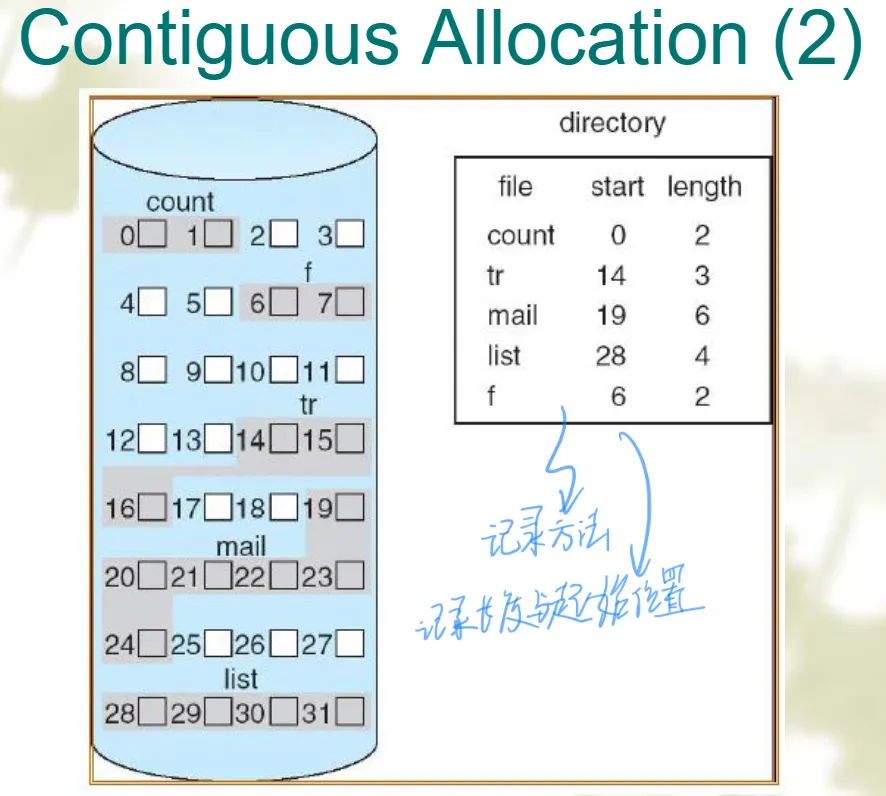 Contiguous Allocation (2)
count
0 1 2 3
f
4 5 6 7
8 9 10 11
tr
12 13 14 15
16 17 18 19
mail
20 21 22 23
24 25 26 27
list
28 29 30 31
directory
file start length
count 0 2
tr 14 3
mail 19 6
list 28 4
f 6 2
记录方法
记录长度与起始位置